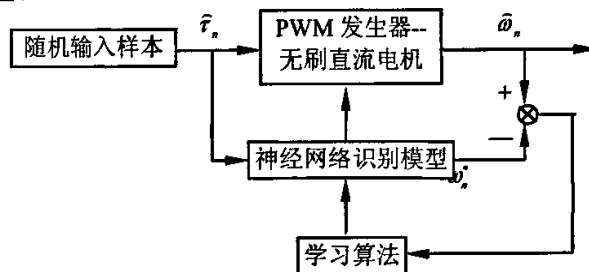 随机输入样本
τ̂ₙ
PWM 发生器--
无刷直流电机
ω̂ₙ
+
−
神经网络识别模型
ωₙ*
学习算法